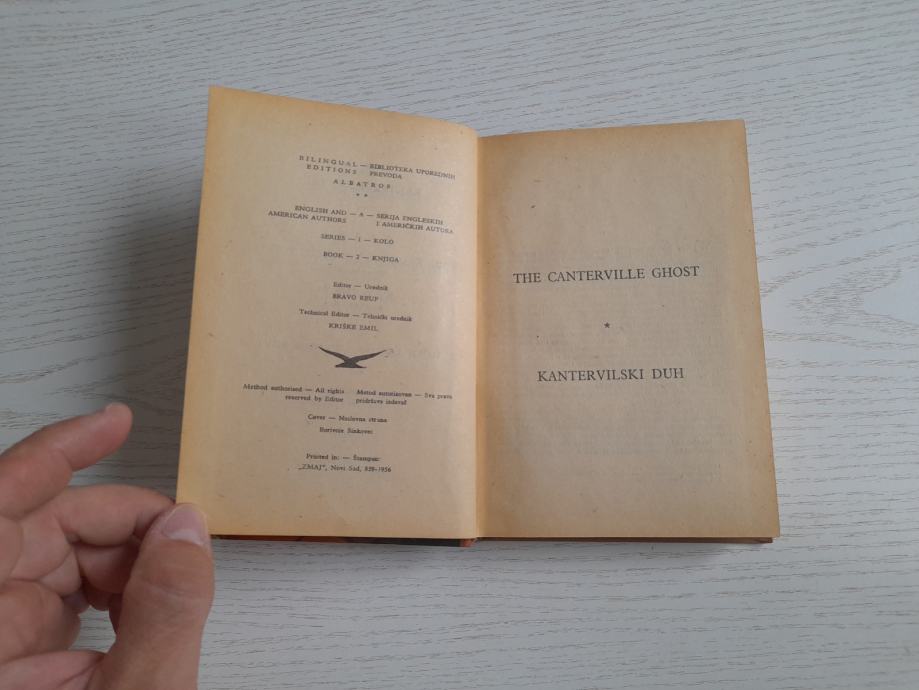 BILINGUAL — BIBLIOTEKA UPOREDNIH
EDITIONS PREVODA
ALBATROS
* *
ENGLISH AND — A — SERIJA ENGLESKIH
AMERICAN AUTHORS I AMERIČKIH AUTORA
SERIES — 1 — KOLO
BOOK — 2 — KNJIGA
Editor — Urednik
BRAVO REUF
Technical Editor — Tehnički urednik
KRIŠKE EMIL
Method authorised — All rights
reserved by Editor
Metod autorizovan — Sva prava
pridržava izdavač
Cover — Naslovna strana
Borivoje Šinkovec
Printed in: — Štampa:
„ZMAJ", Novi Sad, 859-1956
THE CANTERVILLE GHOST
*
KANTERVILSKI DUH